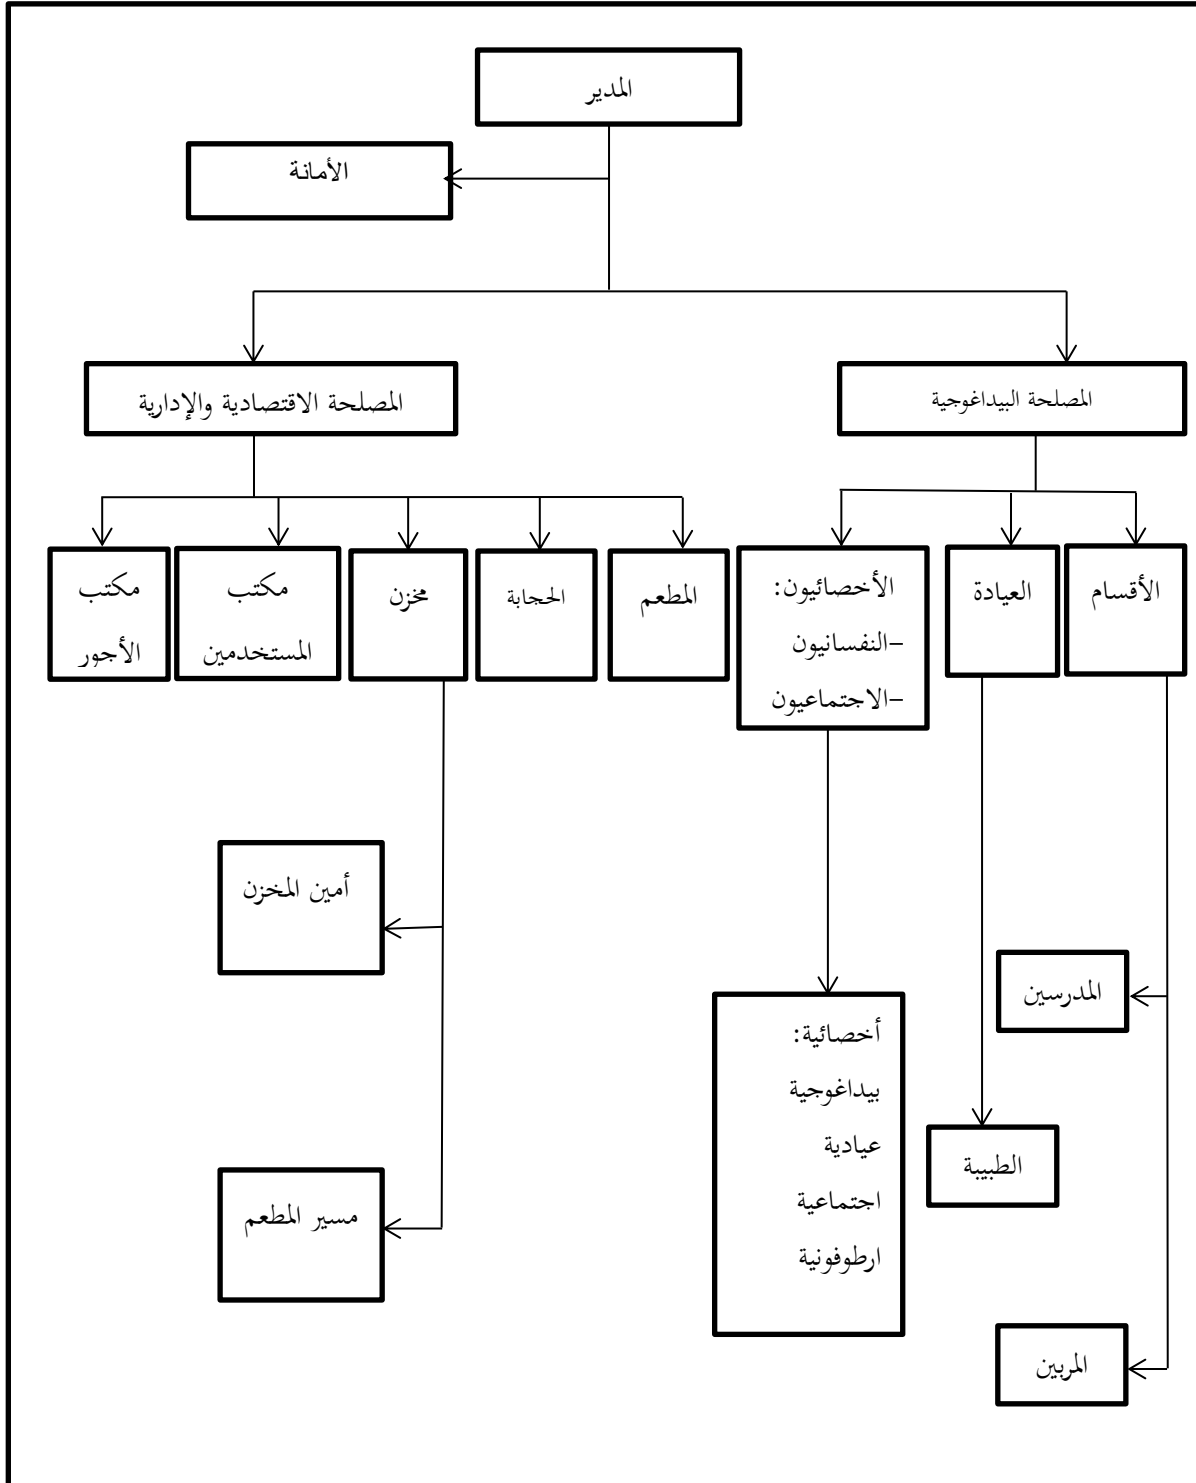 المدير
الأمانة
المصلحة البيداغوجية
المصلحة الاقتصادية والإدارية
الأقسام
العيادة
الأخصائيون:
-النفسانيون
-الاجتماعيون
المطعم
الحجابة
مخزن
مكتب
المستخدمين
مكتب
الأجور
أمين المخزن
المدرسين
أخصائية:
بيداغوجية
عيادية
اجتماعية
ارطوفونية
الطبيبة
مسير المطعم
المربين